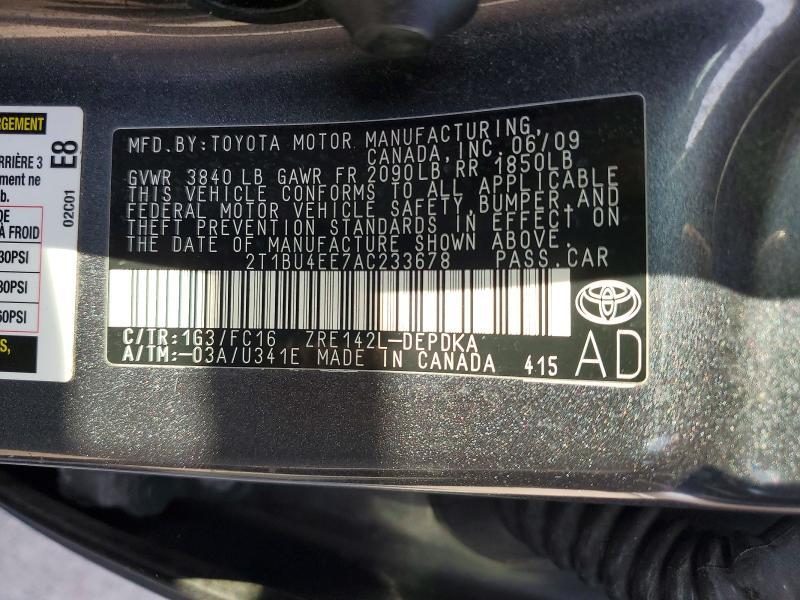 RGEMENT
RRIÈRE 3
ment ne
b.
E8
02C01
DE
À FROID
30PSI
30PSI
60PSI
MFD.BY:TOYOTA MOTOR MANUFACTURING,
CANADA, INC. 06/09
GVWR 3840 LB GAWR FR 2090LB RR 1850LB
THIS VEHICLE CONFORMS TO ALL APPLICABLE
FEDERAL MOTOR VEHICLE SAFETY, BUMPER, AND
THEFT PREVENTION STANDARDS IN EFFECT ON
THE DATE OF MANUFACTURE SHOWN ABOVE.
2T1BU4EE7AC233678 PASS.CAR
C/TR:1G3/FC16 ZRE142L-DEPDKA
A/TM:-03A/U341E MADE IN CANADA 415
AD